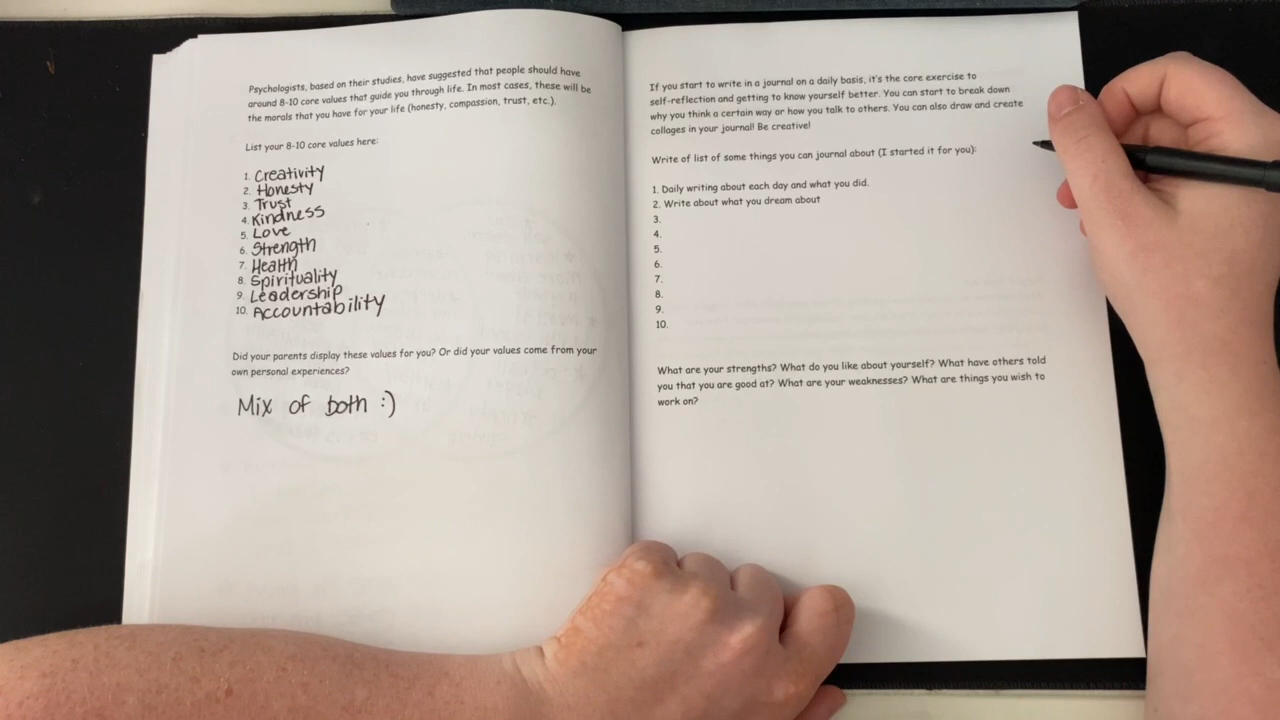 Psychologists, based on their studies, have suggested that people should have
around 8-10 core values that guide you through life. In most cases, these will be
the morals that you have for your life (honesty, compassion, trust, etc.).
List your 8-10 core values here:
1. Creativity
2. Honesty
3. Trust
4. Kindness
5. Love
6. Strength
7. Health
8. Spirituality
9. Leadership
10. Accountability
Did your parents display these values for you? Or did your values come from your
own personal experiences?
Mix of both :)
If you start to write in a journal on a daily basis, it's the core exercise to
self-reflection and getting to know yourself better. You can start to break down
why you think a certain way or how you talk to others. You can also draw and create
collages in your journal! Be creative!
Write of list of some things you can journal about (I started it for you):
1. Daily writing about each day and what you did.
2. Write about what you dream about
3.
4.
5.
6.
7.
8.
9.
10.
What are your strengths? What do you like about yourself? What have others told
you that you are good at? What are your weaknesses? What are things you wish to
work on?